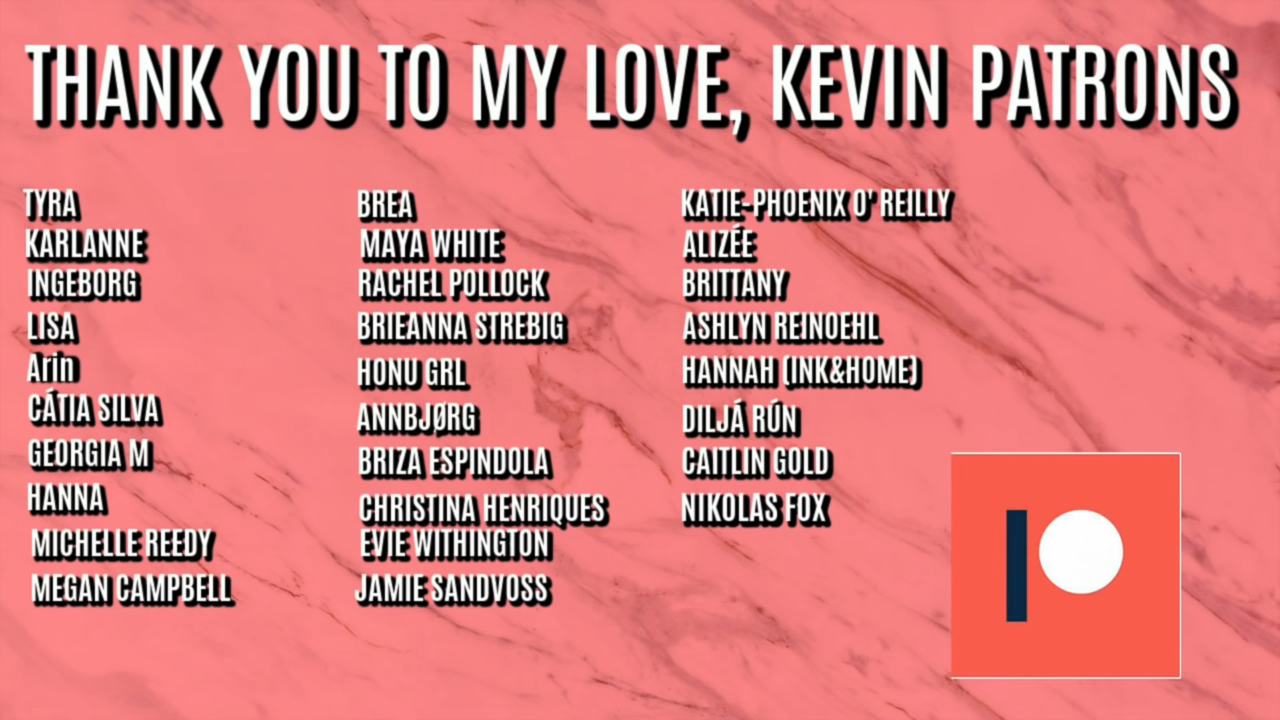 THANK YOU TO MY LOVE, KEVIN PATRONS
TYRA
KARLANNE
INGEBORG
LISA
Arin
CÁTIA SILVA
GEORGIA M
HANNA
MICHELLE REEDY
MEGAN CAMPBELL
BREA
MAYA WHITE
RACHEL POLLOCK
BRIEANNA STREBIG
HONU GRL
ANNBJØRG
BRIZA ESPINDOLA
CHRISTINA HENRIQUES
EVIE WITHINGTON
JAMIE SANDVOSS
KATIE-PHOENIX O' REILLY
ALIZÉE
BRITTANY
ASHLYN REINOEHL
HANNAH (INK&HOME)
DILJÁ RÚN
CAITLIN GOLD
NIKOLAS FOX